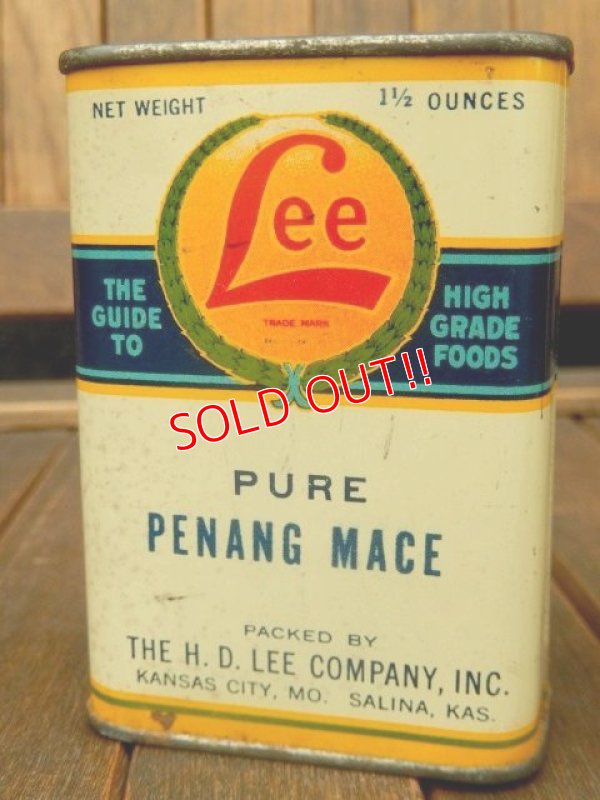 NET WEIGHT 1½ OUNCES
Lee
TRADE MARK
THE
GUIDE
TO
HIGH
GRADE
FOODS
SOLD OUT!!
PURE
PENANG MACE
PACKED BY
THE H. D. LEE COMPANY, INC.
KANSAS CITY, MO. SALINA, KAS.